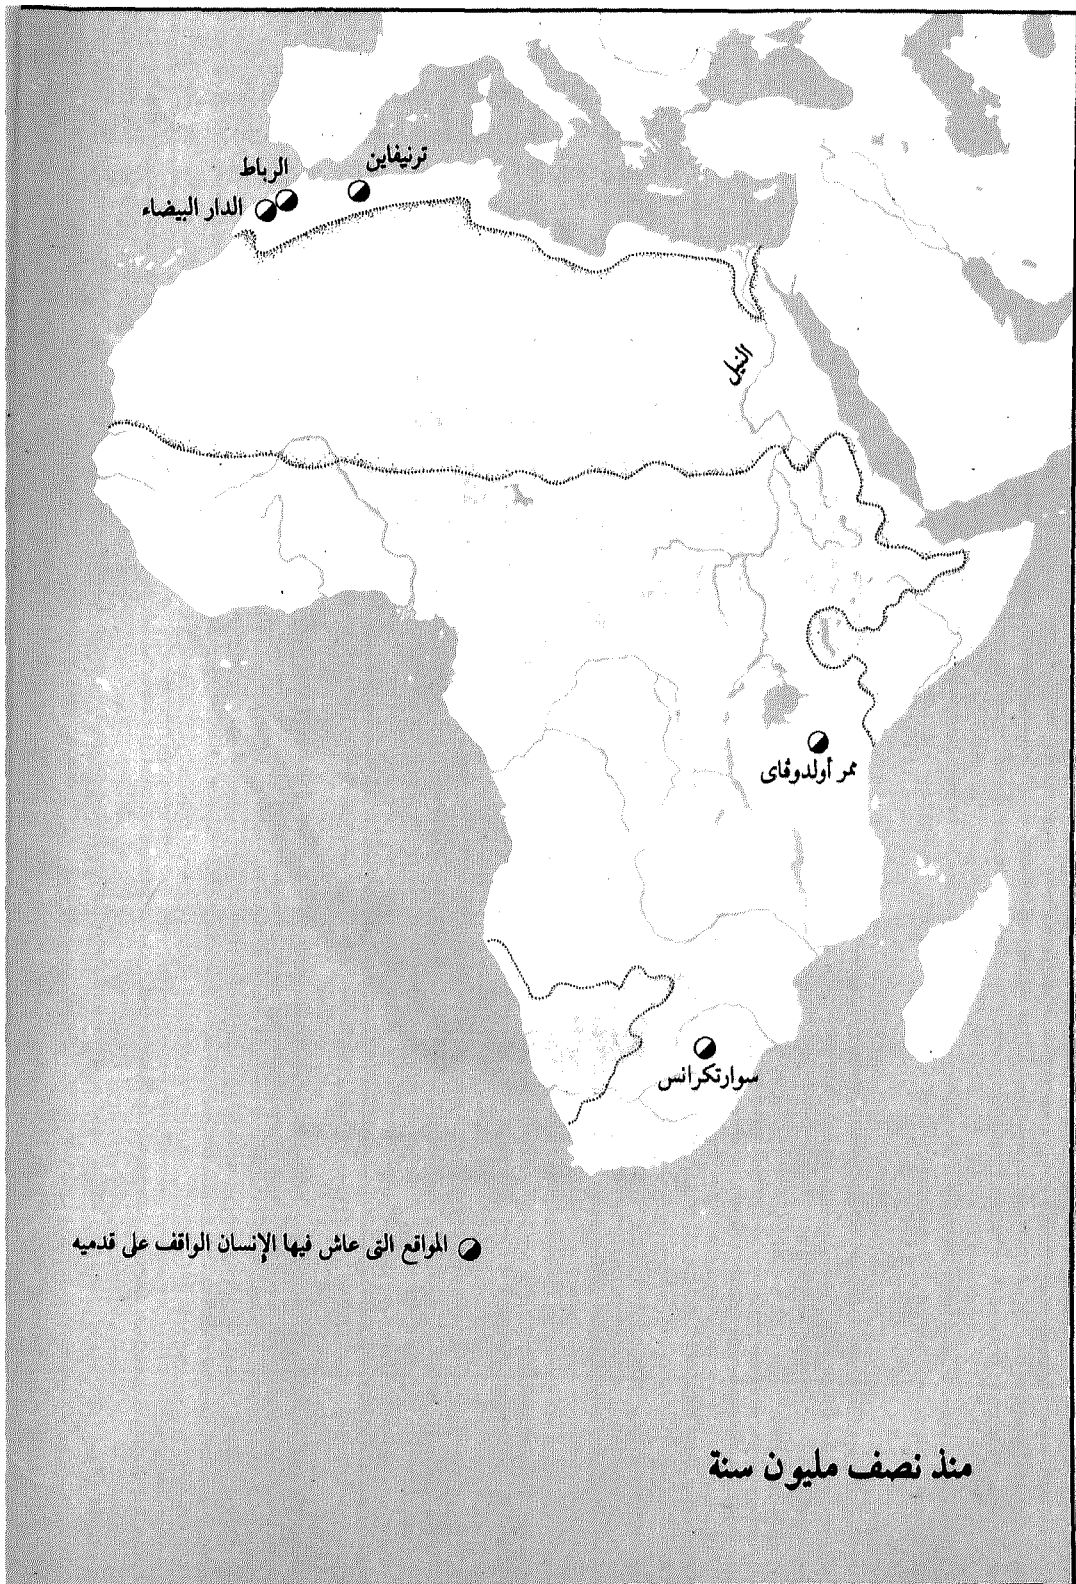 ترنيفاين
الرباط
الدار البيضاء
النيل
ممر أولدوڤاى
سوارتكرانس
المواقع التى عاش فيها الإنسان الواقف على قدميه
منذ نصف مليون سنة